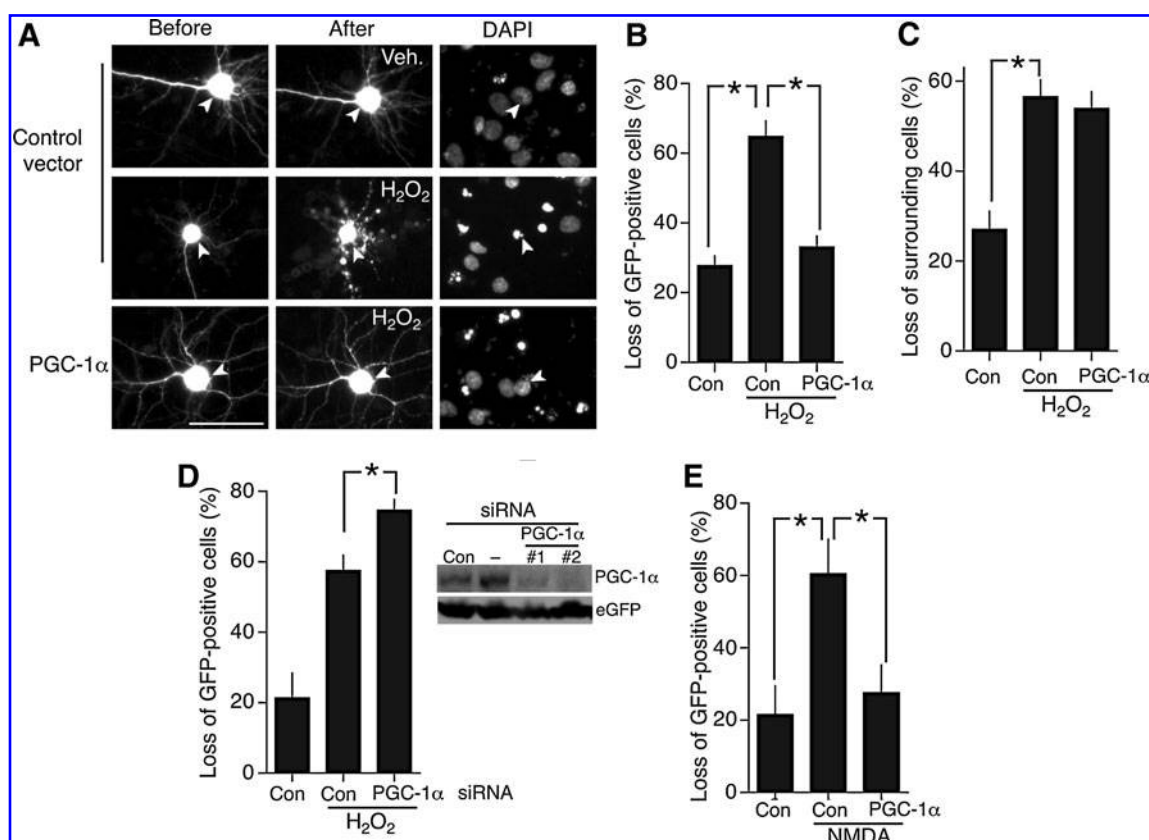 A
Before
After
DAPI
Control vector
Veh.
H₂O₂
PGC-1α
H₂O₂
B
Loss of GFP-positive cells (%)
80
60
40
20
0
*
*
Con
Con
PGC-1α
H₂O₂
C
Loss of surrounding cells (%)
60
40
20
0
*
Con
Con
PGC-1α
H₂O₂
D
Loss of GFP-positive cells (%)
80
60
40
20
0
*
Con
Con
PGC-1α
siRNA
H₂O₂
siRNA
PGC-1α
Con
–
#1
#2
PGC-1α
eGFP
E
Loss of GFP-positive cells (%)
80
60
40
20
0
*
*
Con
Con
PGC-1α
NMDA